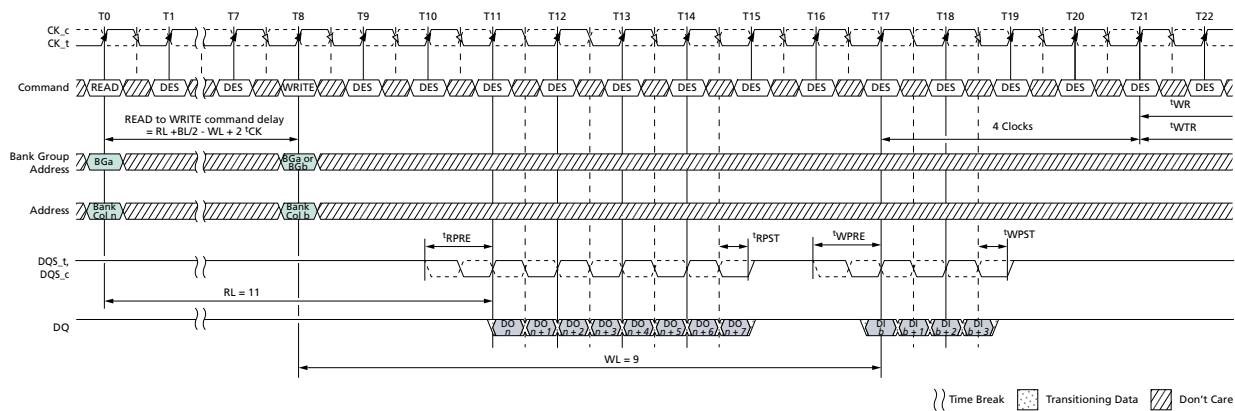 T0 T1 T7 T8 T9 T10 T11 T12 T13 T14 T15 T16 T17 T18 T19 T20 T21 T22
CK_c
CK_t
Command READ DES DES WRITE DES DES DES DES DES DES DES DES DES DES DES DES DES DES
tWR
READ to WRITE command delay
= RL +BL/2 - WL + 2 tCK
4 Clocks
tWTR
Bank Group
Address
BGa
BGa or
BGb
Address
Bank
Col n
Bank
Col b
tRPRE
tRPST
tWPRE
tWPST
DQS_t,
DQS_c
RL = 11
DQ
DO
n
DO
n + 1
DO
n + 2
DO
n + 3
DO
n + 4
DO
n + 5
DO
n + 6
DO
n + 7
DI
b
DI
b + 1
DI
b + 2
DI
b + 3
WL = 9
Time Break
Transitioning Data
Don't Care